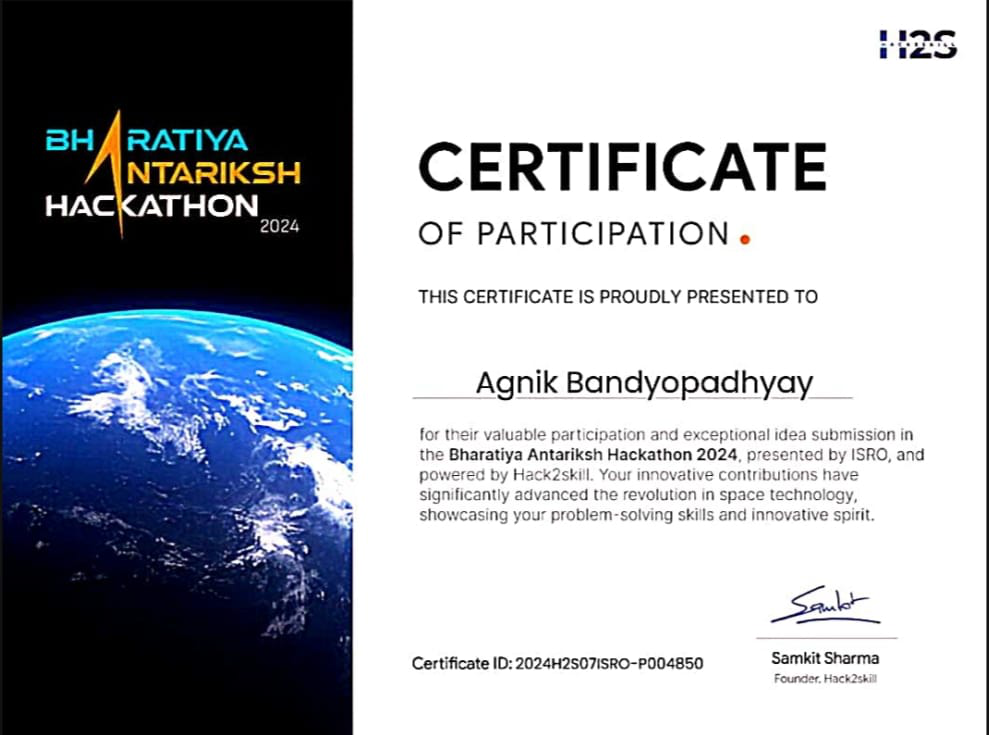 H2S
BHARATIYA
ANTARIKSH
HACKATHON
2024
CERTIFICATE
OF PARTICIPATION
THIS CERTIFICATE IS PROUDLY PRESENTED TO
Agnik Bandyopadhyay
for their valuable participation and exceptional idea submission in
the Bharatiya Antariksh Hackathon 2024, presented by ISRO, and
powered by Hack2skill. Your innovative contributions have
significantly advanced the revolution in space technology,
showcasing your problem-solving skills and innovative spirit.
Samkit
Certificate ID: 2024H2S07ISRO-P004850
Samkit Sharma
Founder, Hack2skill